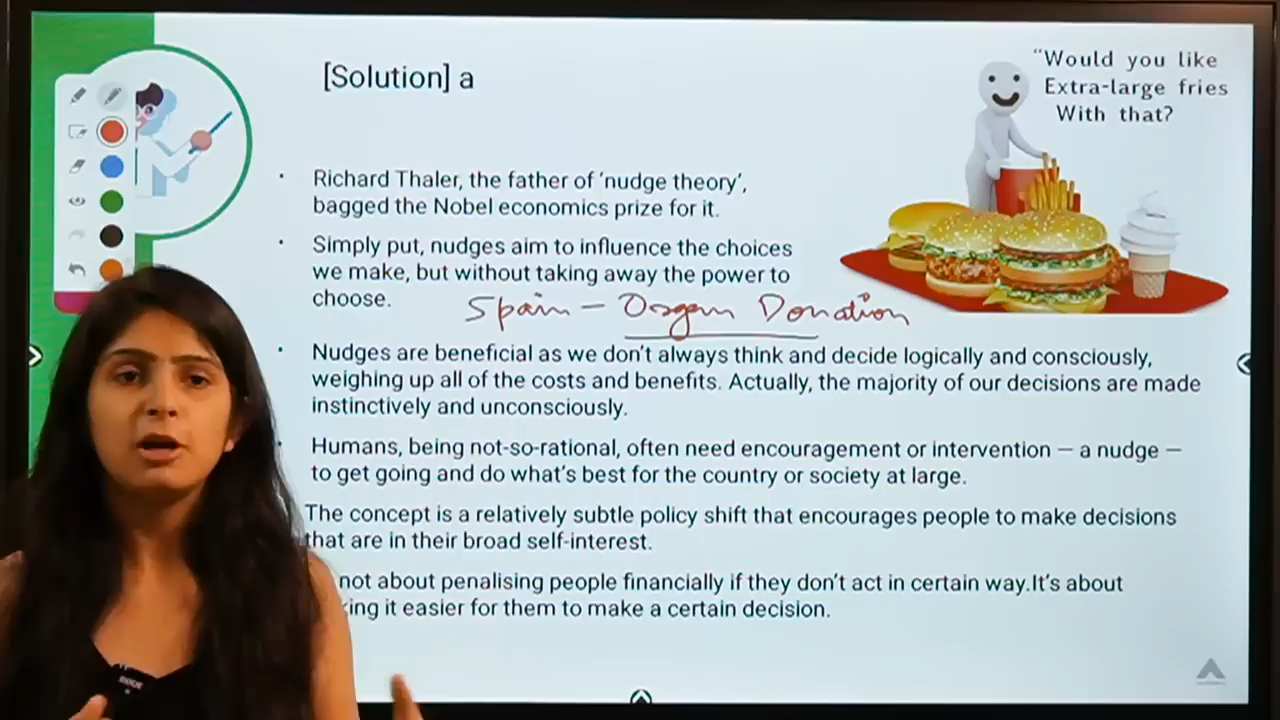 [Solution] a
“Would you like
Extra-large fries
With that?
Richard Thaler, the father of ‘nudge theory’,
bagged the Nobel economics prize for it.
Simply put, nudges aim to influence the choices
we make, but without taking away the power to
choose.
Spain – Organ Donation
Nudges are beneficial as we don’t always think and decide logically and consciously,
weighing up all of the costs and benefits. Actually, the majority of our decisions are made
instinctively and unconsciously.
Humans, being not-so-rational, often need encouragement or intervention — a nudge —
to get going and do what’s best for the country or society at large.
The concept is a relatively subtle policy shift that encourages people to make decisions
that are in their broad self-interest.
not about penalising people financially if they don’t act in certain way.It’s about
it easier for them to make a certain decision.